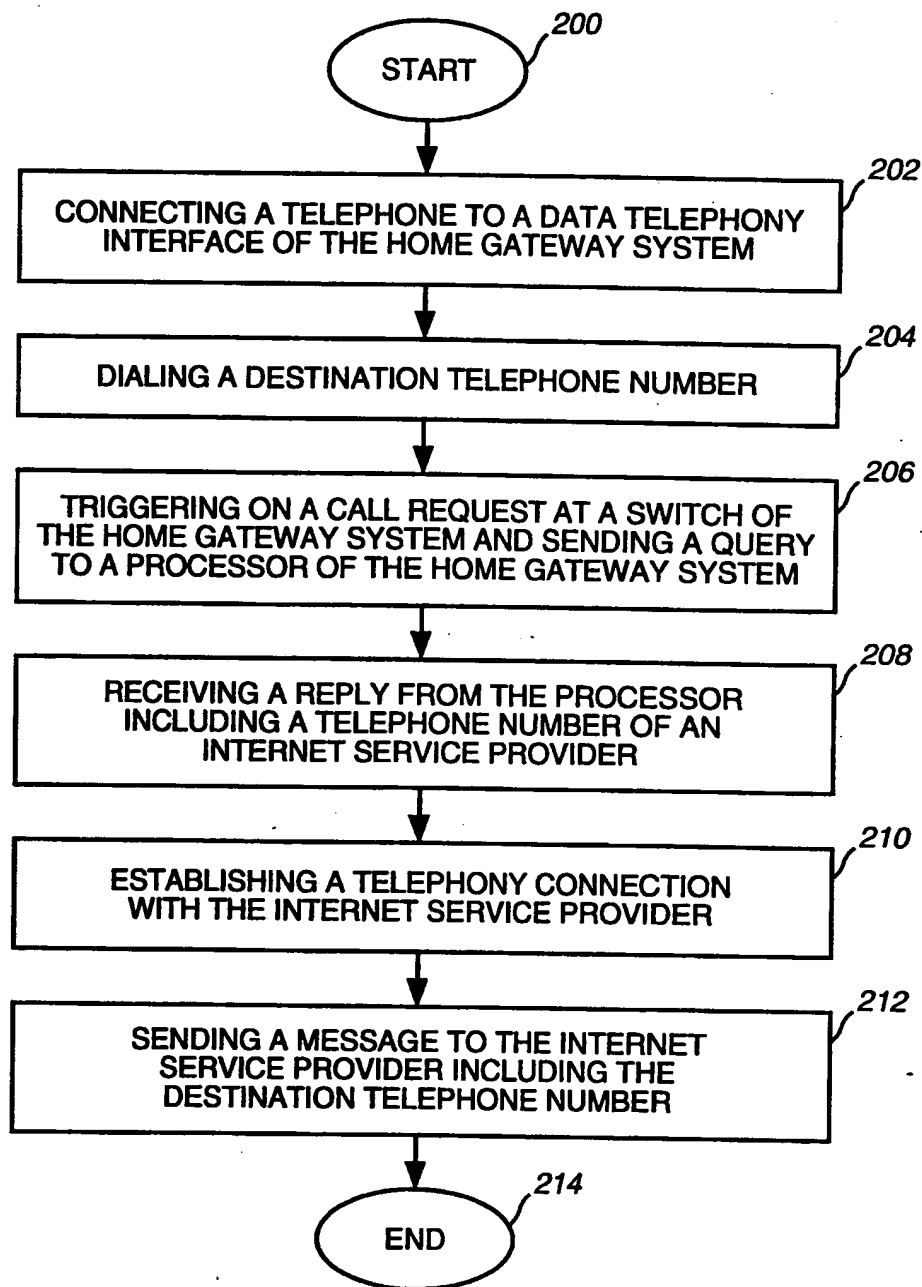 200
START
202
CONNECTING A TELEPHONE TO A DATA TELEPHONY
INTERFACE OF THE HOME GATEWAY SYSTEM
204
DIALING A DESTINATION TELEPHONE NUMBER
206
TRIGGERING ON A CALL REQUEST AT A SWITCH OF
THE HOME GATEWAY SYSTEM AND SENDING A QUERY
TO A PROCESSOR OF THE HOME GATEWAY SYSTEM
208
RECEIVING A REPLY FROM THE PROCESSOR
INCLUDING A TELEPHONE NUMBER OF AN
INTERNET SERVICE PROVIDER
210
ESTABLISHING A TELEPHONY CONNECTION
WITH THE INTERNET SERVICE PROVIDER
212
SENDING A MESSAGE TO THE INTERNET
SERVICE PROVIDER INCLUDING THE
DESTINATION TELEPHONE NUMBER
214
END